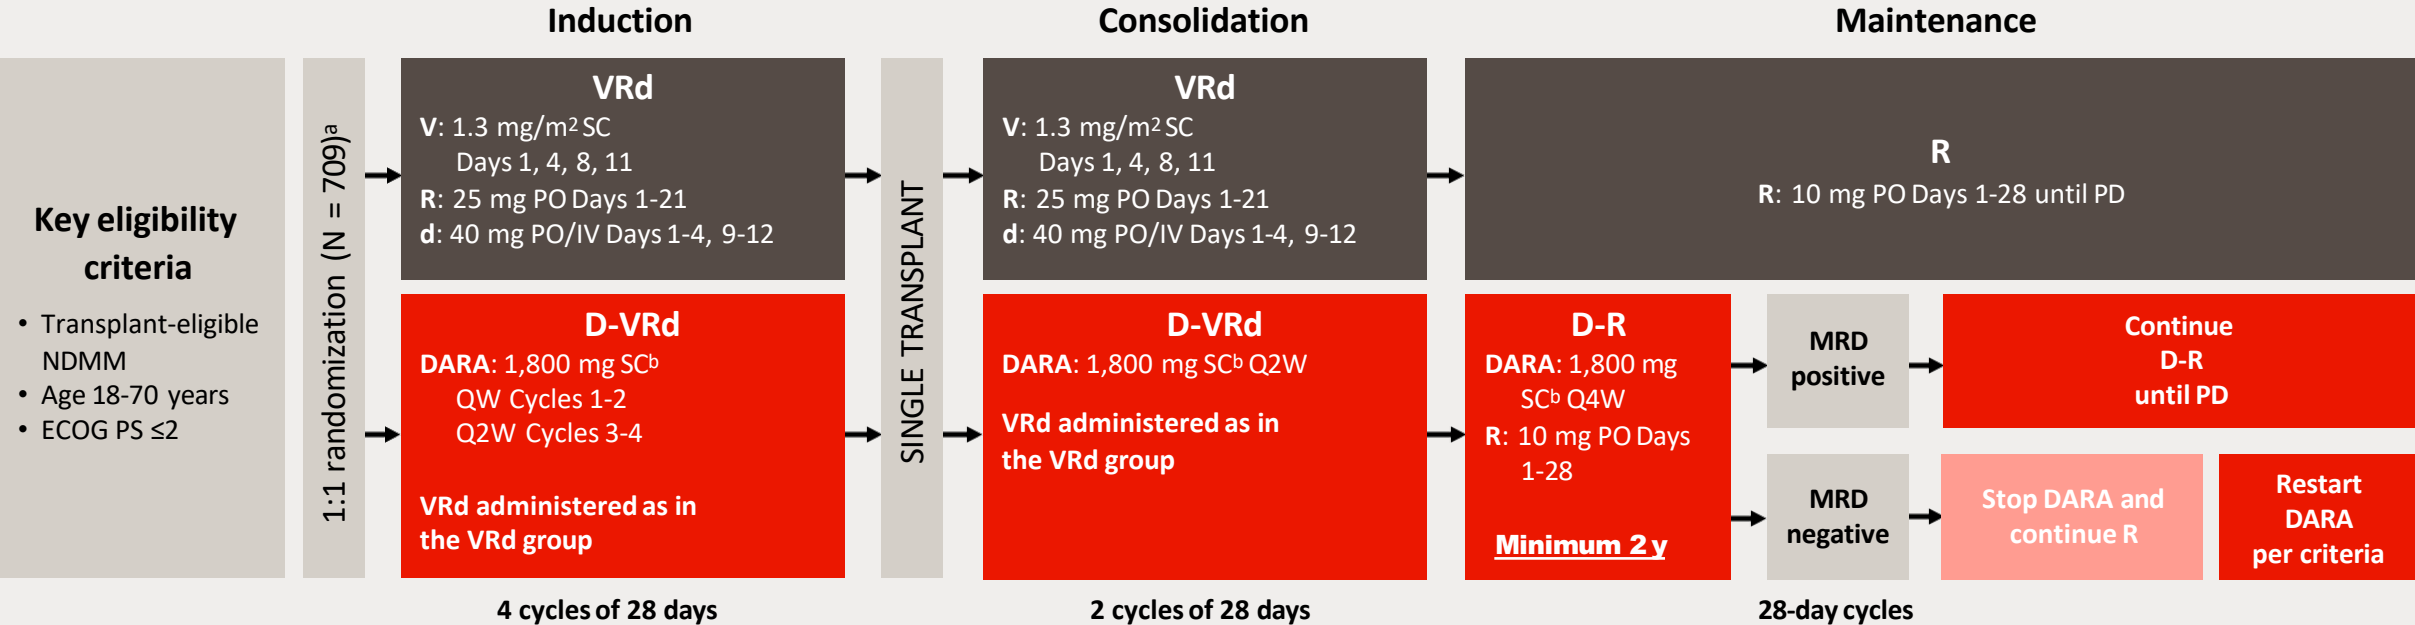 Induction
Consolidation
Maintenance
Key eligibility
criteria
• Transplant-eligible
NDMM
• Age 18-70 years
• ECOG PS ≤2
1:1 randomization (N = 709)ᵃ
VRd
V: 1.3 mg/m² SC
Days 1, 4, 8, 11
R: 25 mg PO Days 1-21
d: 40 mg PO/IV Days 1-4, 9-12
D-VRd
DARA: 1,800 mg SCᵇ
QW Cycles 1-2
Q2W Cycles 3-4
VRd administered as in
the VRd group
4 cycles of 28 days
SINGLE TRANSPLANT
VRd
V: 1.3 mg/m² SC
Days 1, 4, 8, 11
R: 25 mg PO Days 1-21
d: 40 mg PO/IV Days 1-4, 9-12
D-VRd
DARA: 1,800 mg SCᵇ Q2W
VRd administered as in
the VRd group
2 cycles of 28 days
R
R: 10 mg PO Days 1-28 until PD
D-R
DARA: 1,800 mg
SCᵇ Q4W
R: 10 mg PO Days
1-28
Minimum 2 y
MRD
positive
Continue
D-R
until PD
MRD
negative
Stop DARA and
continue R
Restart
DARA
per criteria
28-day cycles